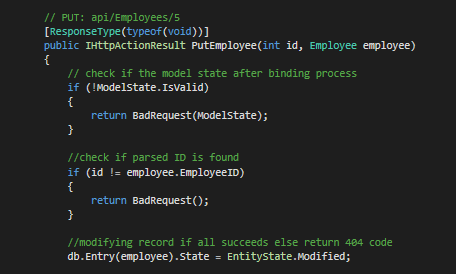 // PUT: api/Employees/5
[ResponseType(typeof(void))]
public IHttpActionResult PutEmployee(int id, Employee employee)
{
    // check if the model state after binding process
    if (!ModelState.IsValid)
    {
        return BadRequest(ModelState);
    }

    //check if parsed ID is found
    if (id != employee.EmployeeID)
    {
        return BadRequest();
    }

    //modifying record if all succeeds else return 404 code
    db.Entry(employee).State = EntityState.Modified;